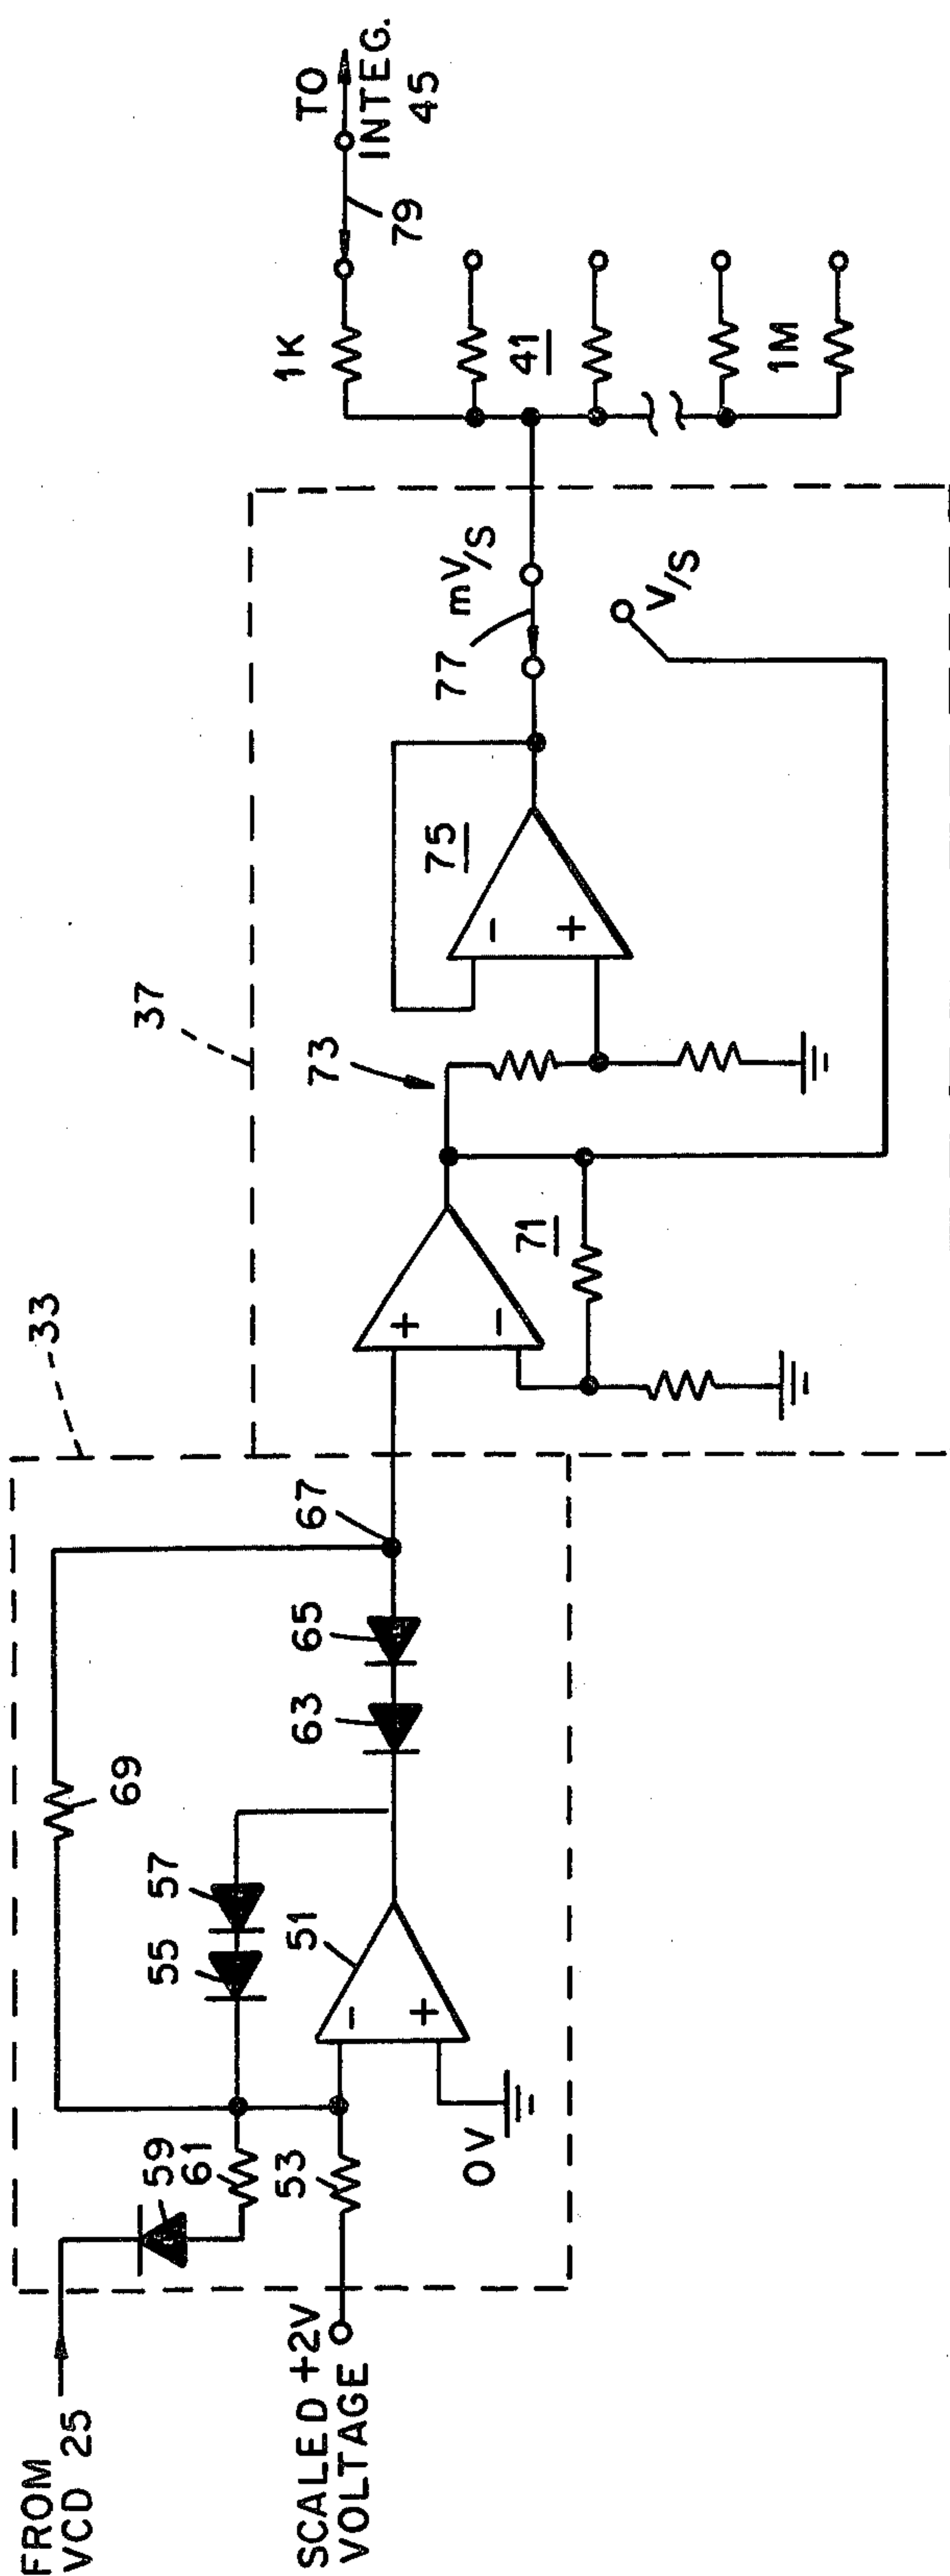 FROM
VCD 25
SCALED +2V
VOLTAGE
59
61
53
0V
55
57
51
-
+
69
63
65
67
33
37
+
-
71
73
75
-
+
77
mV/S
V/S
1K
41
1M
79
TO
INTEG.
45